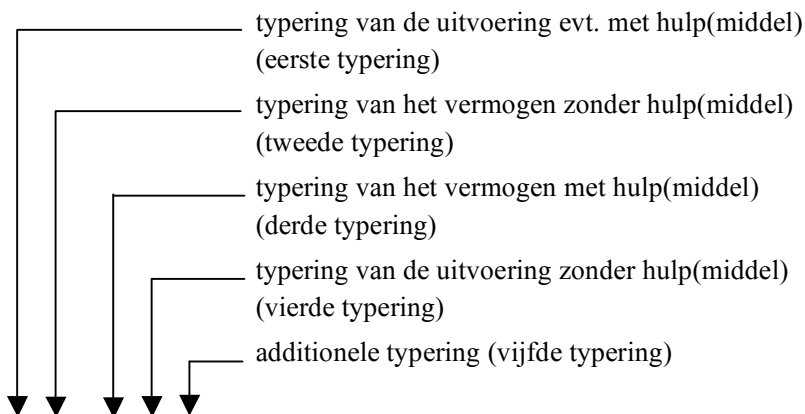 typering van de uitvoering evt. met hulp(middel)
(eerste typering)
typering van het vermogen zonder hulp(middel)
(tweede typering)
typering van het vermogen met hulp(middel)
(derde typering)
typering van de uitvoering zonder hulp(middel)
(vierde typering)
additionele typering (vijfde typering)